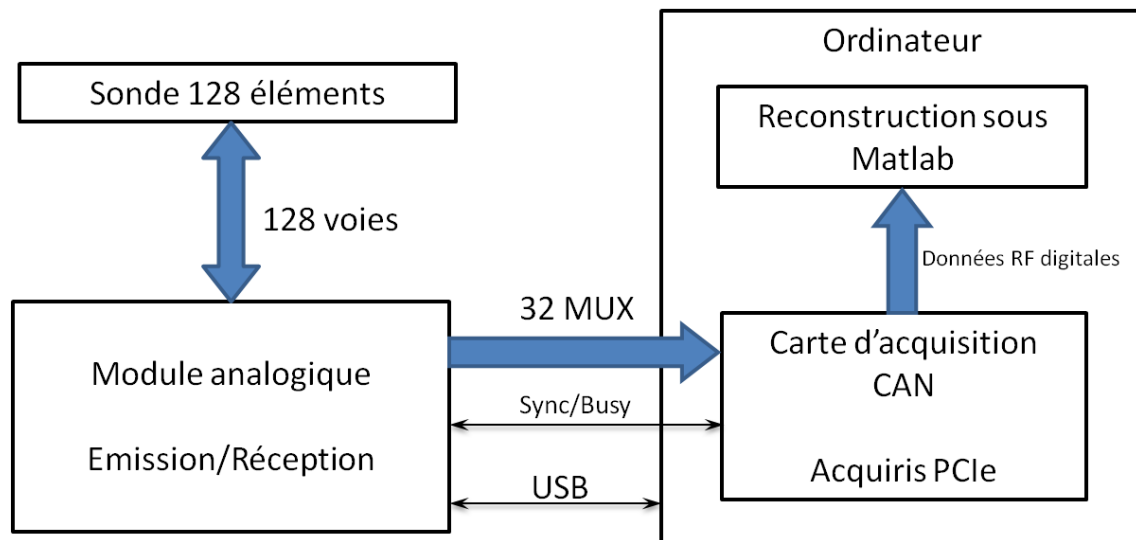 Ordinateur
Sonde 128 éléments
Reconstruction sous
Matlab
128 voies
Données RF digitales
32 MUX
Module analogique
Emission/Réception
Carte d’acquisition
CAN
Sync/Busy
Acquiris PCIe
USB